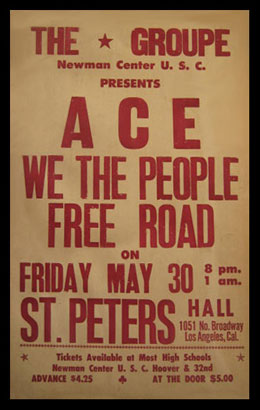 THE ★ GROUPE
Newman Center U. S. C.
PRESENTS
ACE
WE THE PEOPLE
FREE ROAD
ON
FRIDAY MAY 30 8 pm. 1 am.
ST. PETERS HALL
1051 No. Broadway
Los Angeles, Cal.
★ Tickets Available at Most High Schools ★
Newman Center U. S. C. Hoover & 32nd
ADVANCE $4.25 ♣ AT THE DOOR $5.00